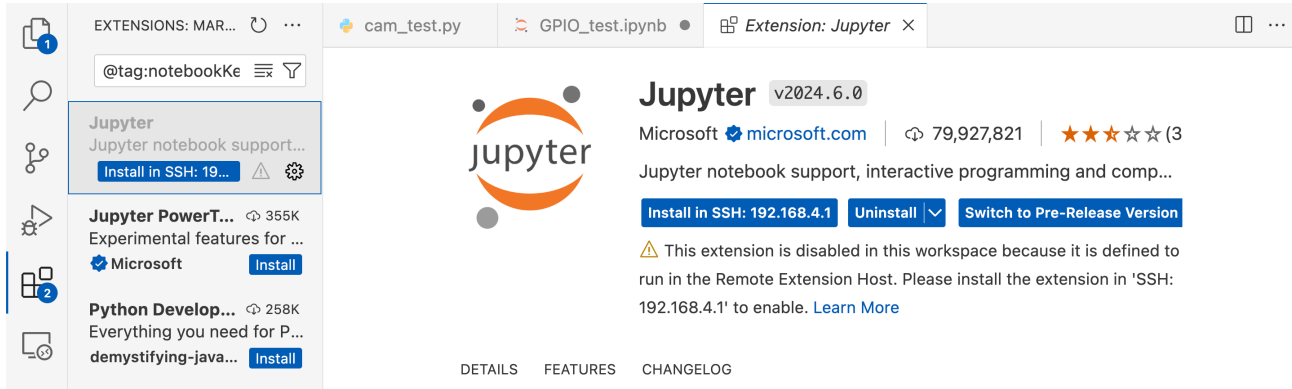 1
2
EXTENSIONS: MAR...
@tag:notebookKe
Jupyter
Jupyter notebook support...
Install in SSH: 19...
Jupyter PowerT... 355K
Experimental features for ...
Microsoft Install
Python Develop... 258K
Everything you need for P...
demystifying-java... Install
cam_test.py GPIO_test.ipynb Extension: Jupyter
jupyter
Jupyter v2024.6.0
Microsoft microsoft.com 79,927,821 (3
Jupyter notebook support, interactive programming and comp...
Install in SSH: 192.168.4.1 Uninstall Switch to Pre-Release Version
This extension is disabled in this workspace because it is defined to
run in the Remote Extension Host. Please install the extension in 'SSH:
192.168.4.1' to enable. Learn More
DETAILS FEATURES CHANGELOG